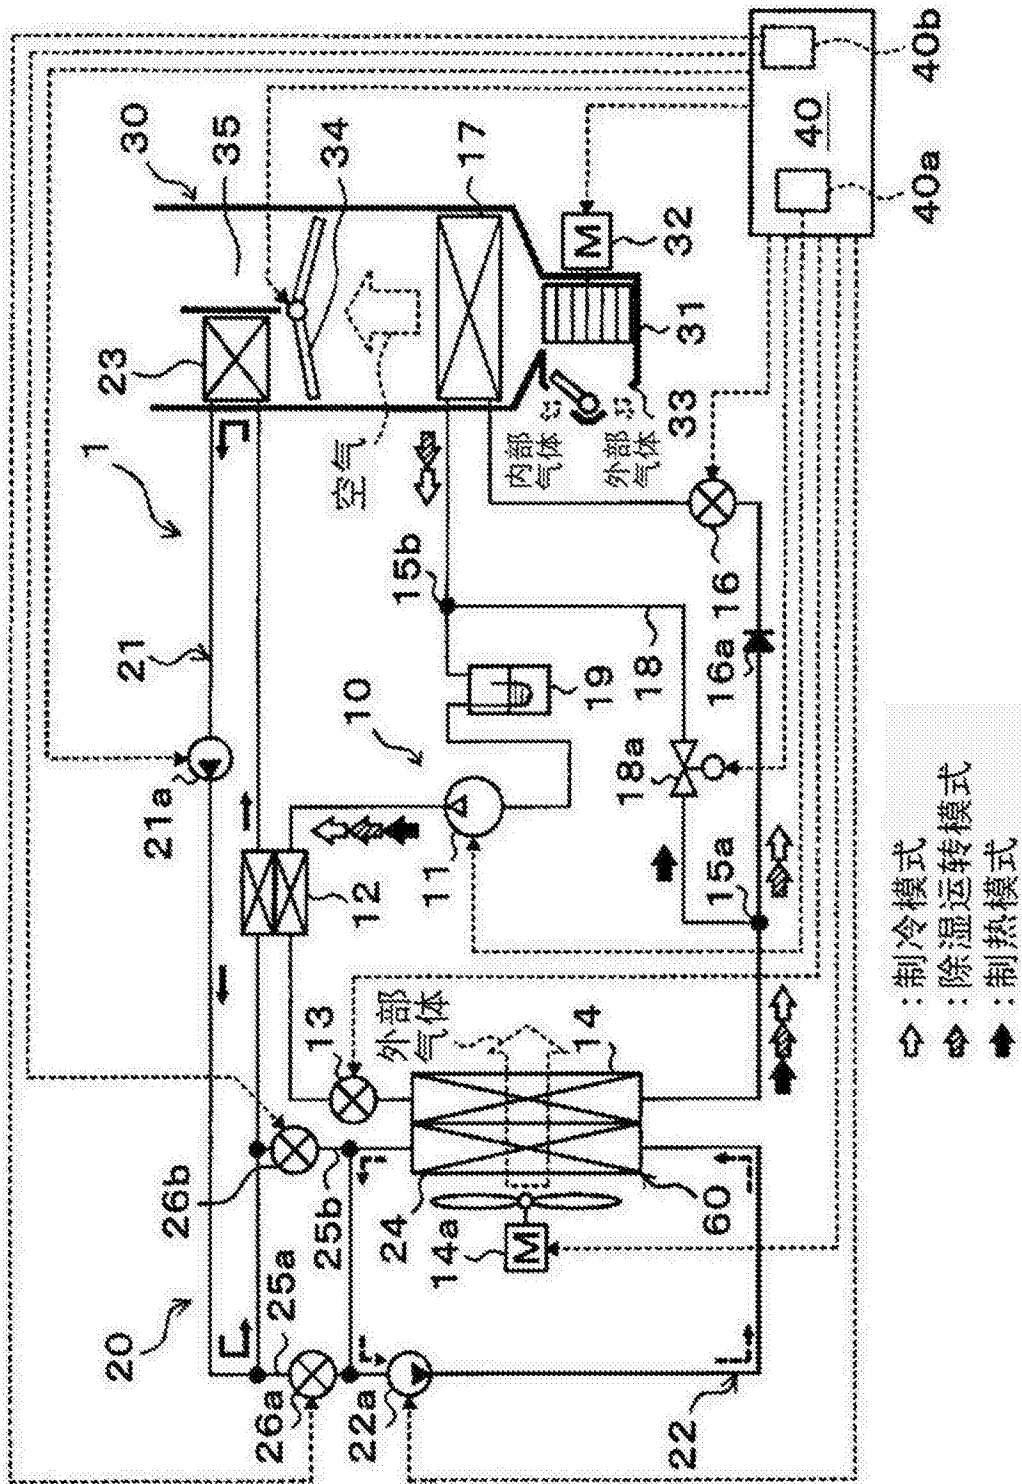 1
10
11
12
13
14
14a
15a
15b
16
16a
17
18
18a
19
20
21
21a
22
22a
23
24
25a
25b
26a
26b
30
31
32
33
34
35
40
40a
40b
60
M
M
空气
内部
气体
外部
气体
外部
气体
:制冷模式
:除湿运转模式
:制热模式